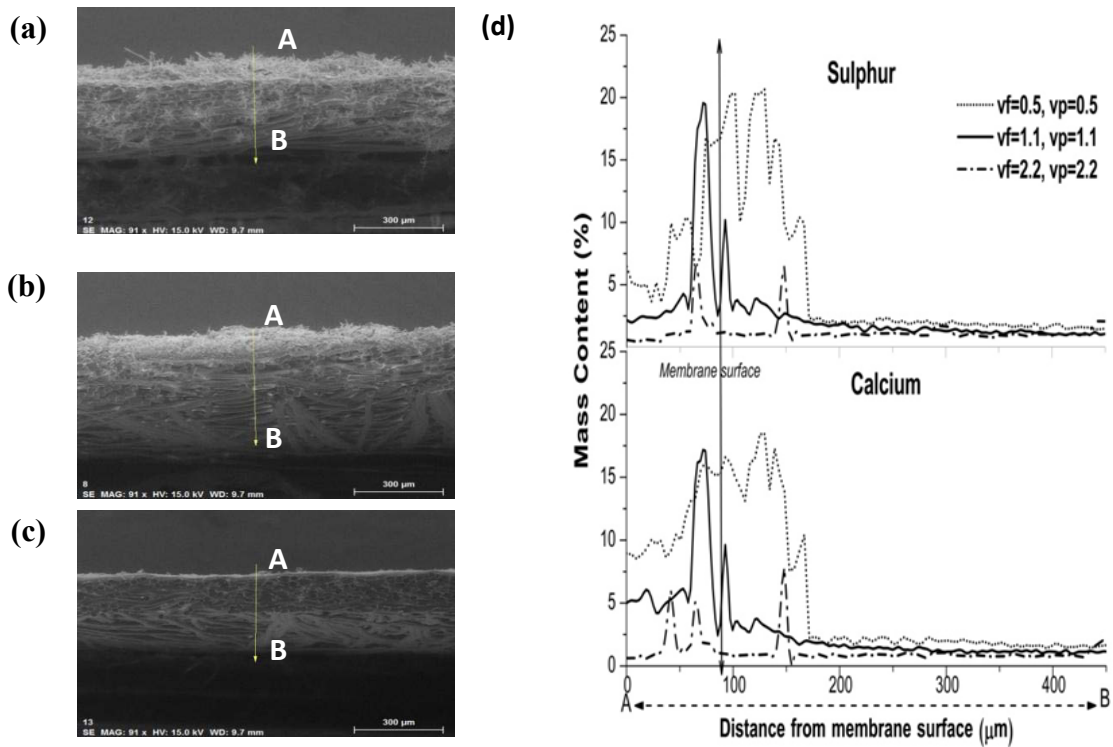 (a)
A
B
12
SE MAG: 91 x HV: 15.0 kV WD: 9.7 mm
300 µm
(b)
A
B
8
SE MAG: 91 x HV: 15.0 kV WD: 9.7 mm
300 µm
(c)
A
B
13
SE MAG: 91 x HV: 15.0 kV WD: 9.7 mm
300 µm
(d)
Mass Content (%)
25
20
15
10
5
Sulphur
vf=0.5, vp=0.5
vf=1.1, vp=1.1
vf=2.2, vp=2.2
25
20
15
10
5
0
Membrane surface
Calcium
0 100 200 300 400
A B
Distance from membrane surface (µm)